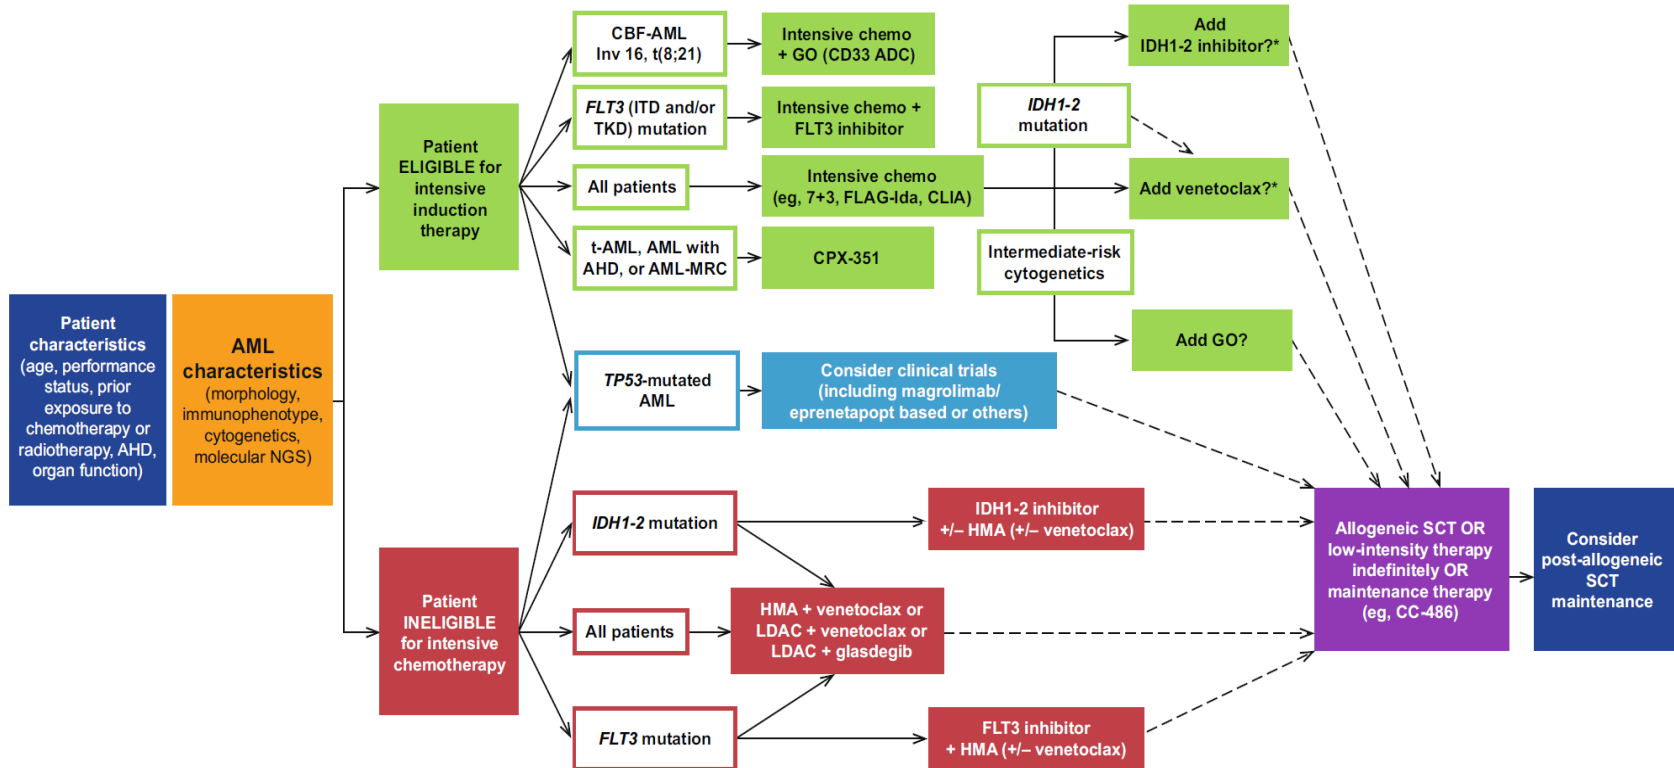 Patient
characteristics
(age, performance
status, prior
exposure to
chemotherapy or
radiotherapy, AHD,
organ function)
AML
characteristics
(morphology,
immunophenotype,
cytogenetics,
molecular NGS)
Patient
ELIGIBLE for
intensive
induction
therapy
CBF-AML
Inv 16, t(8;21)
Intensive chemo
+ GO (CD33 ADC)
FLT3 (ITD and/or
TKD) mutation
Intensive chemo +
FLT3 inhibitor
All patients
Intensive chemo
(eg, 7+3, FLAG-Ida, CLIA)
t-AML, AML with
AHD, or AML-MRC
CPX-351
IDH1-2
mutation
Intermediate-risk
cytogenetics
Add
IDH1-2 inhibitor?*
Add venetoclax?*
Add GO?
TP53-mutated
AML
Consider clinical trials
(including magrolimab/
eprenetapopt based or others)
Patient
INELIGIBLE
for intensive
chemotherapy
IDH1-2 mutation
IDH1-2 inhibitor
+/– HMA (+/– venetoclax)
All patients
HMA + venetoclax or
LDAC + venetoclax or
LDAC + glasdegib
FLT3 mutation
FLT3 inhibitor
+ HMA (+/– venetoclax)
Allogeneic SCT OR
low-intensity therapy
indefinitely OR
maintenance therapy
(eg, CC-486)
Consider
post-allogeneic
SCT
maintenance